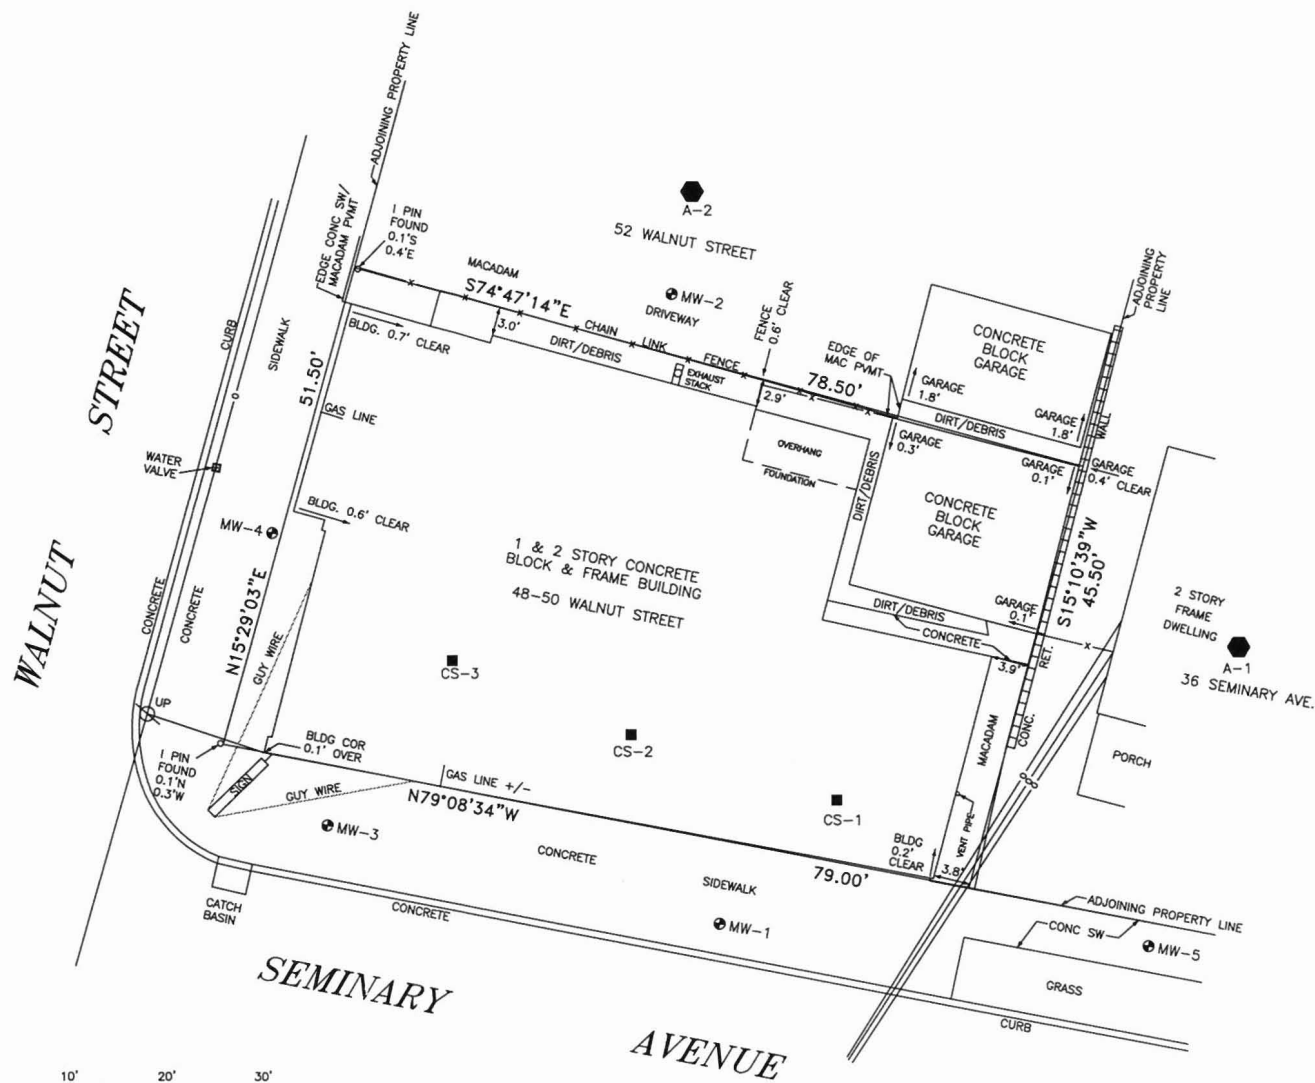 ADJOINING PROPERTY LINE
EDGE CONC SW/
MACADAM PVMT
I PIN
FOUND
0.1'S
0.4'E
A-2
52 WALNUT STREET
MW-2
DRIVEWAY
MACADAM
S74°47'14"E
CHAIN LINK FENCE
FENCE
0.6' CLEAR
ADJOINING
PROPERTY
LINE
CONCRETE
BLOCK
GARAGE
EDGE OF
MAC PVMT
78.50'
GARAGE
1.8'
DIRT/DEBRIS
GARAGE
1.8'
WALL
BLDG. 0.7' CLEAR
3.0'
DIRT/DEBRIS
EXHAUST
STACK
2.9'
OVERHANG
FOUNDATION
GARAGE
0.3'
GARAGE
0.1'
GARAGE
0.4' CLEAR
DIRT/DEBRIS
CONCRETE
BLOCK
GARAGE
S15°10'39"W
45.50'
CURB
SIDEWALK
51.50'
GAS LINE
WATER
VALVE
MW-4
BLDG. 0.6' CLEAR
WALNUT STREET
CONCRETE
CONCRETE
N15°29'03"E
GUY WIRE
1 & 2 STORY CONCRETE
BLOCK & FRAME BUILDING
48-50 WALNUT STREET
DIRT/DEBRIS
CONCRETE
GARAGE
0.1'
3.9'
RET.
CONC.
2 STORY
FRAME
DWELLING
A-1
36 SEMINARY AVE.
PORCH
CS-3
CS-2
CS-1
MACADAM
VENT PIPE
UP
I PIN
FOUND
0.1'N
0.3'W
BLDG COR
0.1' OVER
SIGN
GUY WIRE
GAS LINE +/-
N79°08'34"W
MW-3
CONCRETE
SIDEWALK
79.00'
BLDG
0.2'
CLEAR
3.8'
ADJOINING PROPERTY LINE
CONC SW
MW-5
MW-1
GRASS
CATCH
BASIN
CONCRETE
CURB
SEMINARY AVENUE
10' 20' 30'